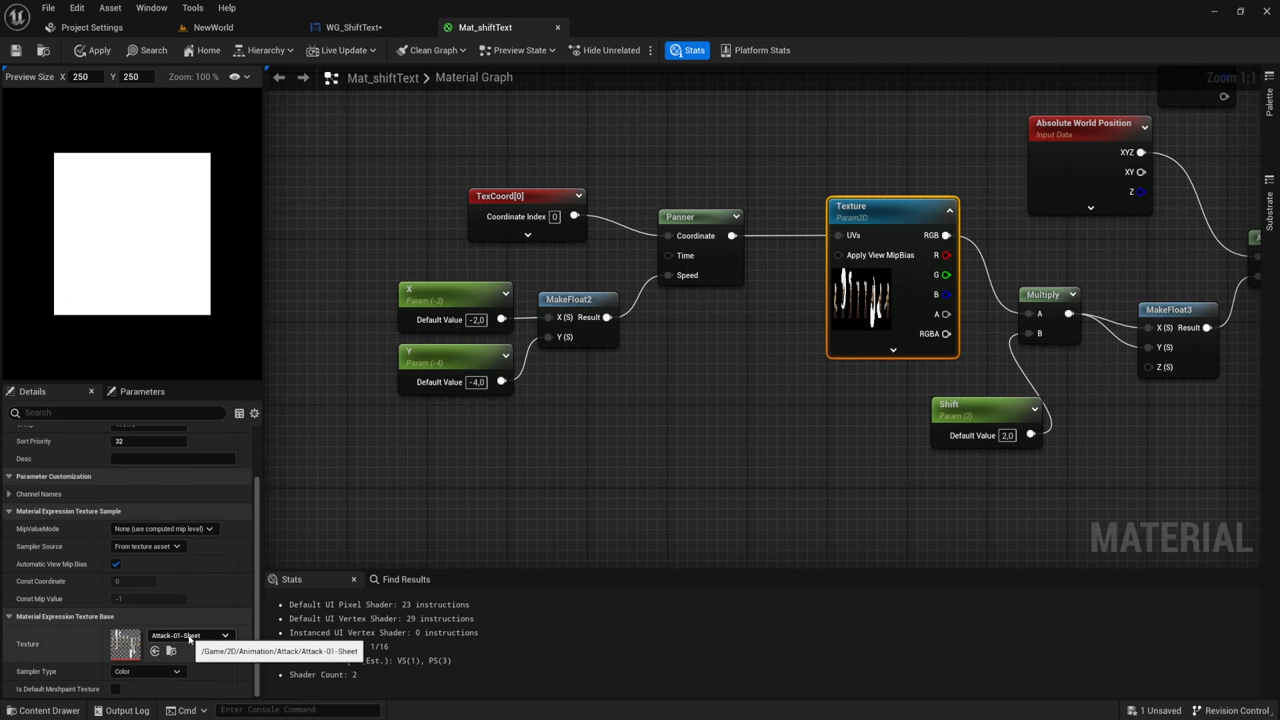 File Edit Asset Window Tools Help
Project Settings NewWorld WG_ShiftText• Mat_shiftText
Apply Search Home Hierarchy Live Update Clean Graph Preview State Hide Unrelated Stats Platform Stats
Preview Size X 250 Y 250 Zoom: 100 %
Mat_shiftText Material Graph Zoom 1:1
Palette
Substrate
Absolute World Position
Input Data
XYZ
XY
Z
TexCoord[0]
Coordinate Index 0
Panner
Coordinate
Time
Speed
Texture
Param2D
UVs RGB
Apply View MipBias R
G
B
A
RGBA
X
Param (-2)
Default Value -2,0
Y
Param (-4)
Default Value -4,0
MakeFloat2
X (S) Result
Y (S)
Multiply
A
B
MakeFloat3
X (S) Result
Y (S)
Z (S)
Shift
Param (2)
Default Value 2,0
MATERIAL
Details Parameters
Search
Sort Priority 32
Desc
Parameter Customization
Channel Names
Material Expression Texture Sample
MipValueMode None (use computed mip level)
Sampler Source From texture asset
Automatic View Mip Bias
Const Coordinate 0
Const Mip Value -1
Material Expression Texture Base
Texture Attack-01-Sheet
/Game/2D/Animation/Attack/Attack-01-Sheet
Sampler Type Color
Is Default Meshpaint Texture
Stats Find Results
Default UI Pixel Shader: 23 instructions
Default UI Vertex Shader: 29 instructions
Instanced UI Vertex Shader: 0 instructions
1/16
Est.): VS(1), PS(3)
Shader Count: 2
Content Drawer Output Log Cmd Enter Console Command 1 Unsaved Revision Control